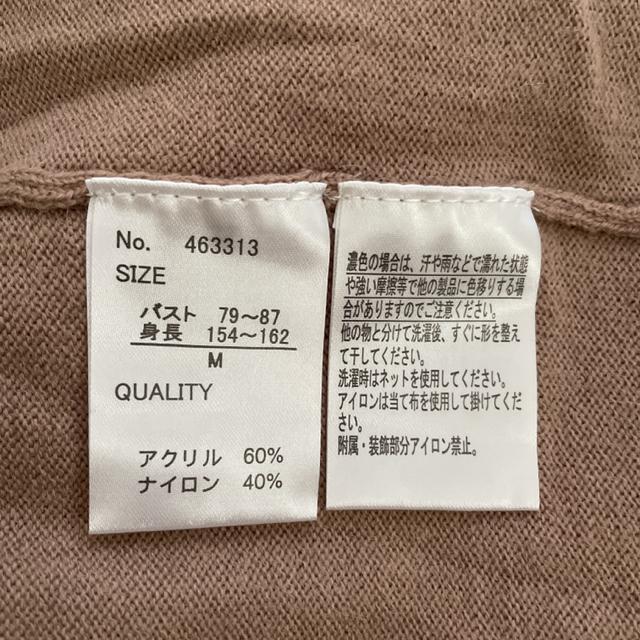 No. 463313
SIZE
バスト 79～87
身長 154～162
M
QUALITY
アクリル 60%
ナイロン 40%
濃色の場合は、汗や雨などで濡れた状態
や強い摩擦等で他の製品に色移りする場
合がありますのでご注意ください。
他の物と分けて洗濯後、すぐに形を整え
て干してください。
洗濯時はネットを使用してください。
アイロンは当て布を使用して掛けてくだ
さい。
附属・装飾部分アイロン禁止。